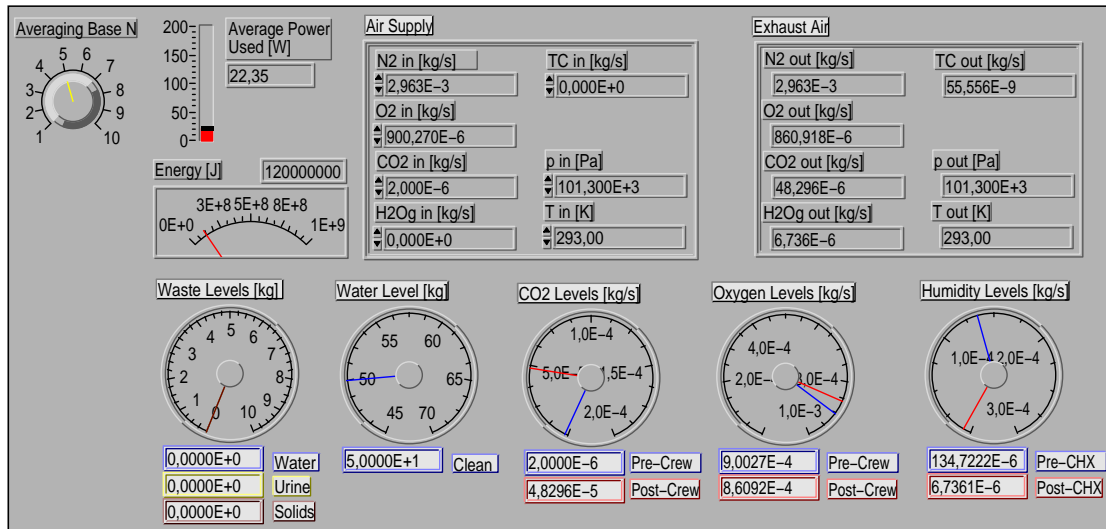 Averaging Base N
1
2
3
4
5
6
7
8
9
10
200-
150-
100-
50-
0-
Average Power
Used [W]
22,35
Energy [J]
120000000
0E+0
3E+8
5E+8
8E+8
1E+9
Air Supply
N2 in [kg/s]
2,963E−3
TC in [kg/s]
0,000E+0
O2 in [kg/s]
900,270E−6
CO2 in [kg/s]
2,000E−6
p in [Pa]
101,300E+3
H2Og in [kg/s]
0,000E+0
T in [K]
293,00
Exhaust Air
N2 out [kg/s]
2,963E−3
TC out [kg/s]
55,556E−9
O2 out [kg/s]
860,918E−6
CO2 out [kg/s]
48,296E−6
p out [Pa]
101,300E+3
H2Og out [kg/s]
6,736E−6
T out [K]
293,00
Waste Levels [kg]
0
1
2
3
4
5
6
7
8
9
10
0,0000E+0 Water
0,0000E+0 Urine
0,0000E+0 Solids
Water Level [kg]
45
50
55
60
65
70
5,0000E+1 Clean
CO2 Levels [kg/s]
1,0E−4
2,0E−4
2,0000E−6 Pre−Crew
4,8296E−5 Post−Crew
Oxygen Levels [kg/s]
2,0E−4
4,0E−4
1,0E−3
9,0027E−4 Pre−Crew
8,6092E−4 Post−Crew
Humidity Levels [kg/s]
1,0E−4
2,0E−4
3,0E−4
134,7222E−6 Pre−CHX
6,7361E−6 Post−CHX